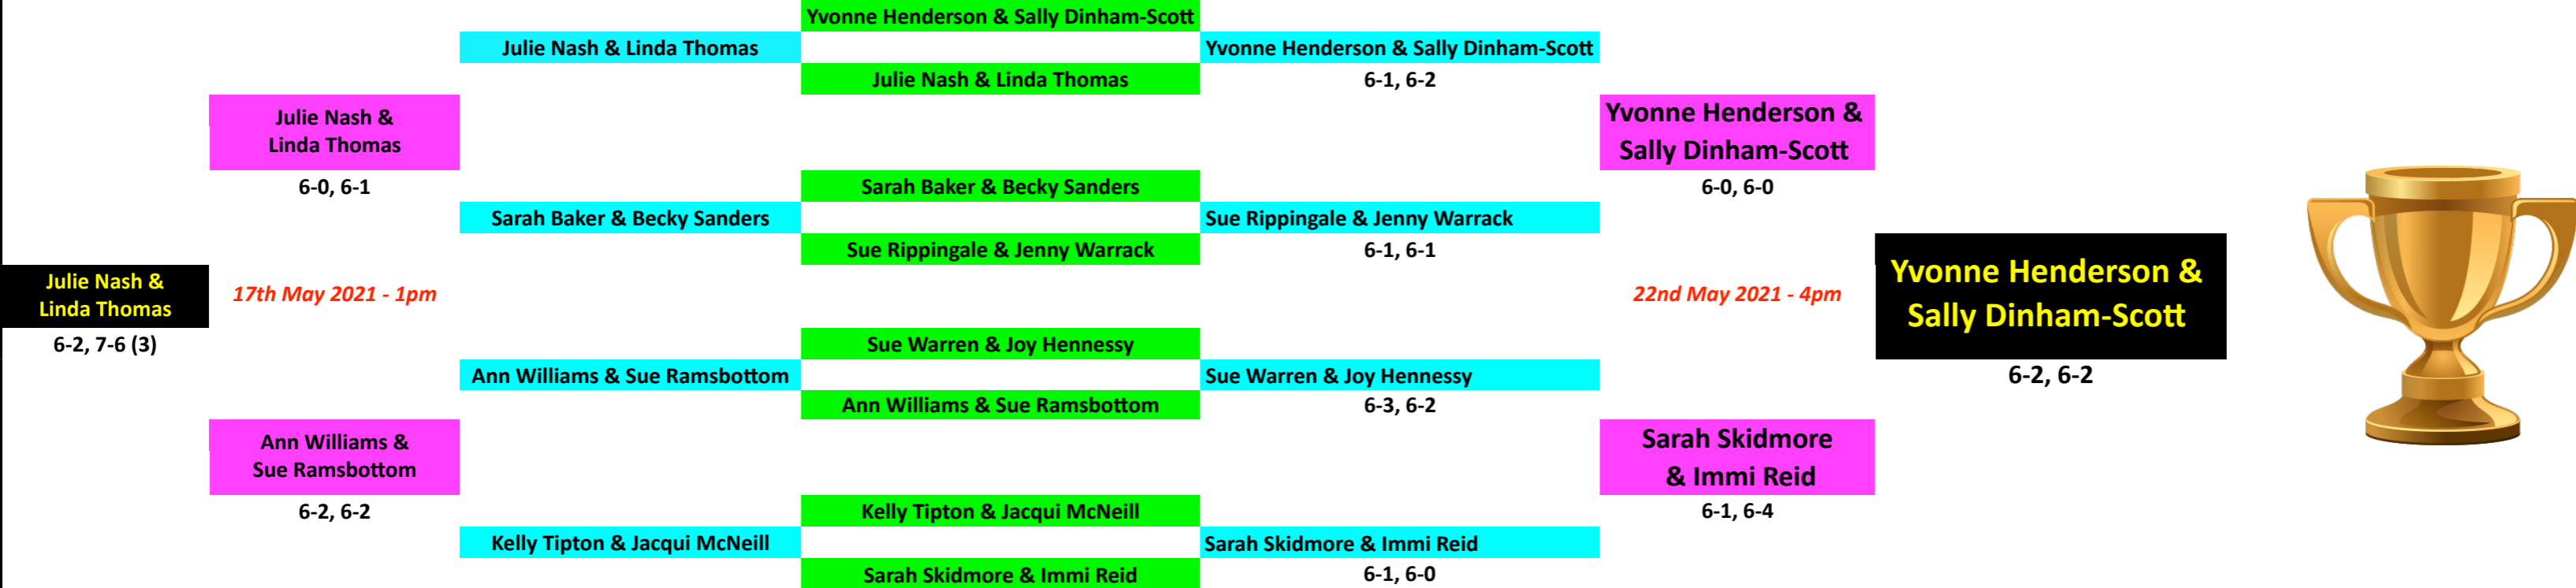 Yvonne Henderson & Sally Dinham-Scott
Julie Nash & Linda Thomas
Yvonne Henderson & Sally Dinham-Scott
Julie Nash & Linda Thomas
6-1, 6-2
Julie Nash &
Linda Thomas
Yvonne Henderson &
Sally Dinham-Scott
6-0, 6-1
Sarah Baker & Becky Sanders
6-0, 6-0
Sarah Baker & Becky Sanders
Sue Rippingale & Jenny Warrack
Sue Rippingale & Jenny Warrack
6-1, 6-1
Julie Nash &
Linda Thomas
17th May 2021 - 1pm
22nd May 2021 - 4pm
Yvonne Henderson &
Sally Dinham-Scott
6-2, 7-6 (3)
Sue Warren & Joy Hennessy
Ann Williams & Sue Ramsbottom
Sue Warren & Joy Hennessy
6-2, 6-2
Ann Williams & Sue Ramsbottom
6-3, 6-2
Ann Williams &
Sue Ramsbottom
Sarah Skidmore
& Immi Reid
6-2, 6-2
Kelly Tipton & Jacqui McNeill
6-1, 6-4
Kelly Tipton & Jacqui McNeill
Sarah Skidmore & Immi Reid
Sarah Skidmore & Immi Reid
6-1, 6-0